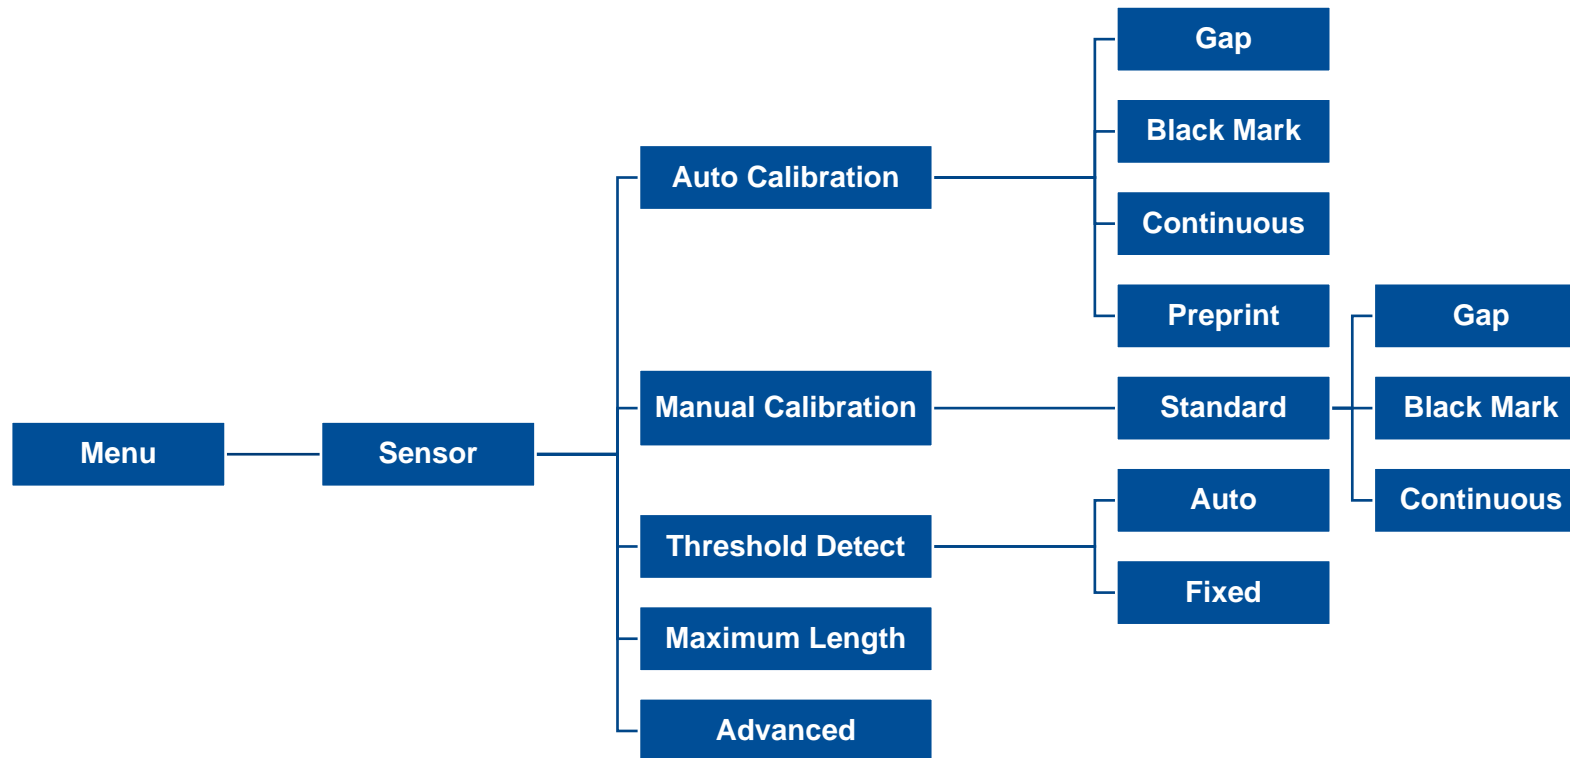 Menu
Sensor
Auto Calibration
Gap
Black Mark
Continuous
Preprint
Manual Calibration
Standard
Gap
Black Mark
Continuous
Threshold Detect
Auto
Fixed
Maximum Length
Advanced